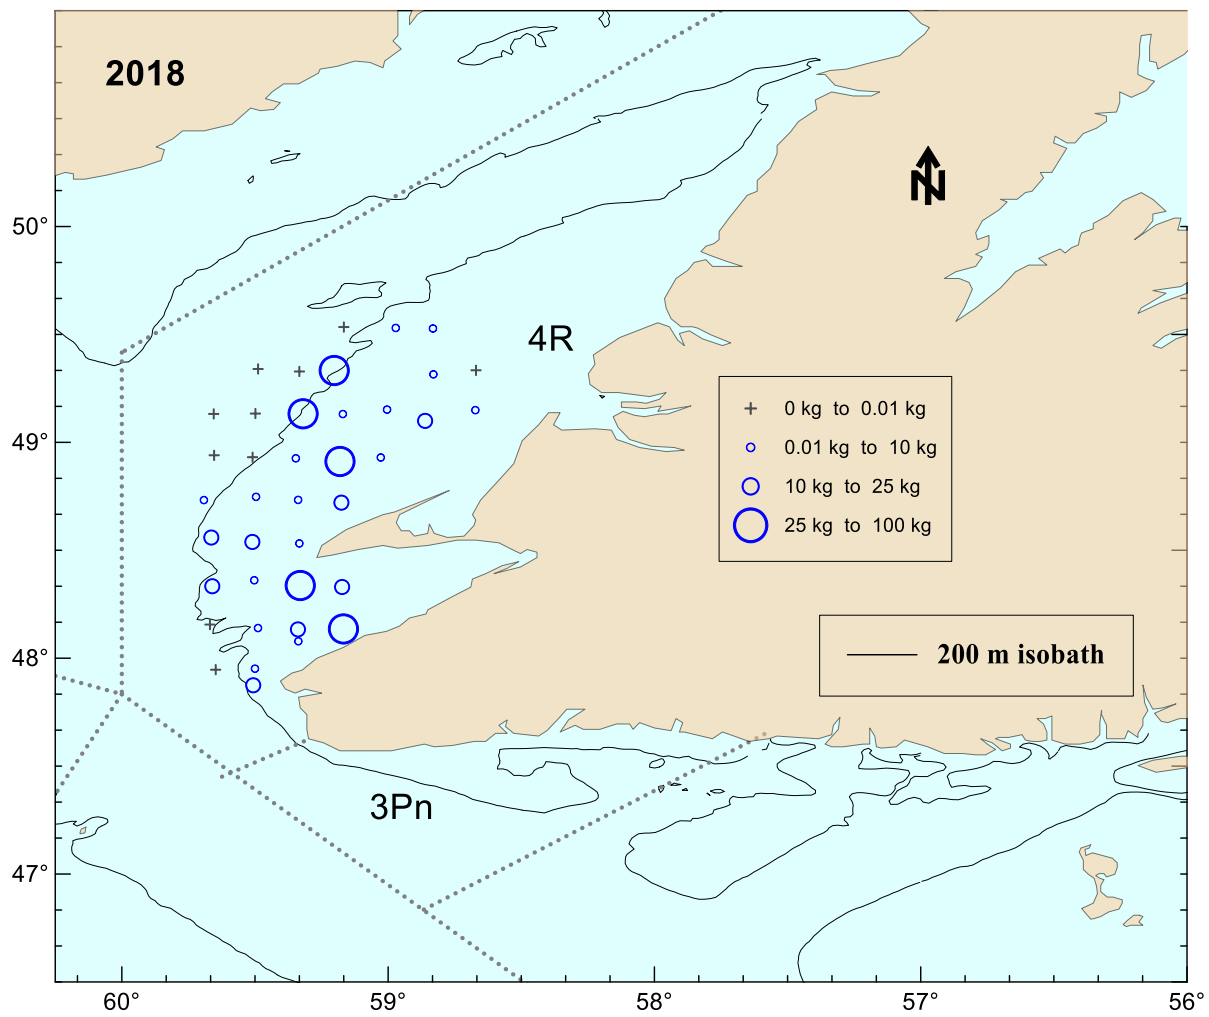 2018
N
50°
4R
0 kg to 0.01 kg
49°
0.01 kg to 10 kg
10 kg to 25 kg
25 kg to 100 kg
48°
200 m isobath
3Pn
47°
60°
59°
58°
57°
56°